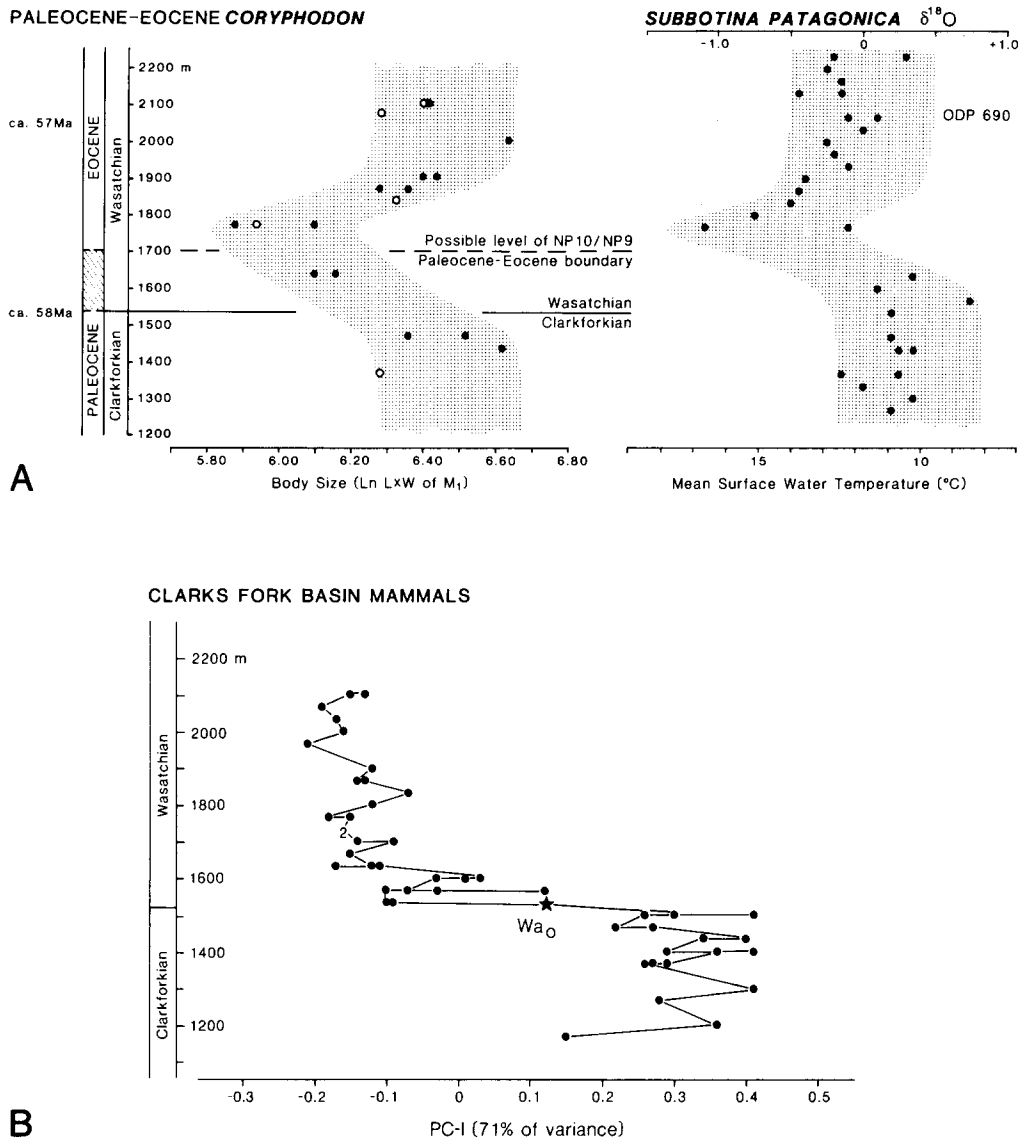 PALEOCENE-EOCENE CORYPHODON
SUBBOTINA PATAGONICA δ18O
-1.0 0 +1.0
2200 m
2100
2000
1900
1800
1700
1600
1500
1400
1300
1200
ca. 57Ma
ca. 58Ma
EOCENE
PALEOCENE
Wasatchian
Clarkforkian
ODP 690
Possible level of NP10/NP9
Paleocene-Eocene boundary
Wasatchian
Clarkforkian
5.80 6.00 6.20 6.40 6.60 6.80
Body Size (Ln LxW of M1)
15 10
Mean Surface Water Temperature (°C)
A
CLARKS FORK BASIN MAMMALS
2200 m
2000
1800
1600
1400
1200
Wasatchian
Clarkforkian
2
Wa0
-0.3 -0.2 -0.1 0 0.1 0.2 0.3 0.4 0.5
PC-I (71% of variance)
B